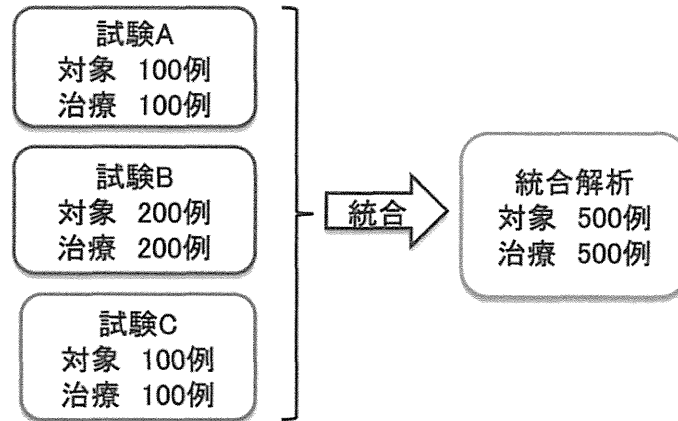 試験A
対象 100例
治療 100例
試験B
対象 200例
治療 200例
試験C
対象 100例
治療 100例
統合
統合解析
対象 500例
治療 500例